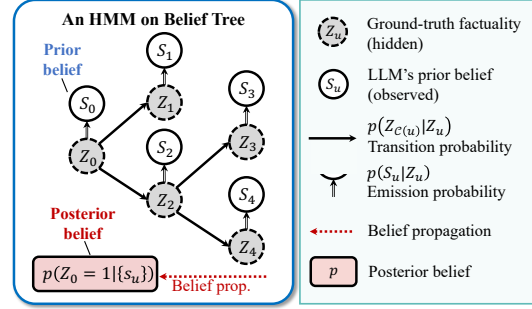 An HMM on Belief Tree
Prior
belief
S₀
S₁
S₂
S₃
S₄
Z₀
Z₁
Z₂
Z₃
Z₄
Posterior
belief
p(Z₀ = 1|{sᵤ})
Belief prop.
Zᵤ
Ground-truth factuality
(hidden)
Sᵤ
LLM's prior belief
(observed)
p(Z_𝒞(u)|Zᵤ)
Transition probability
p(Sᵤ|Zᵤ)
Emission probability
Belief propagation
p
Posterior belief